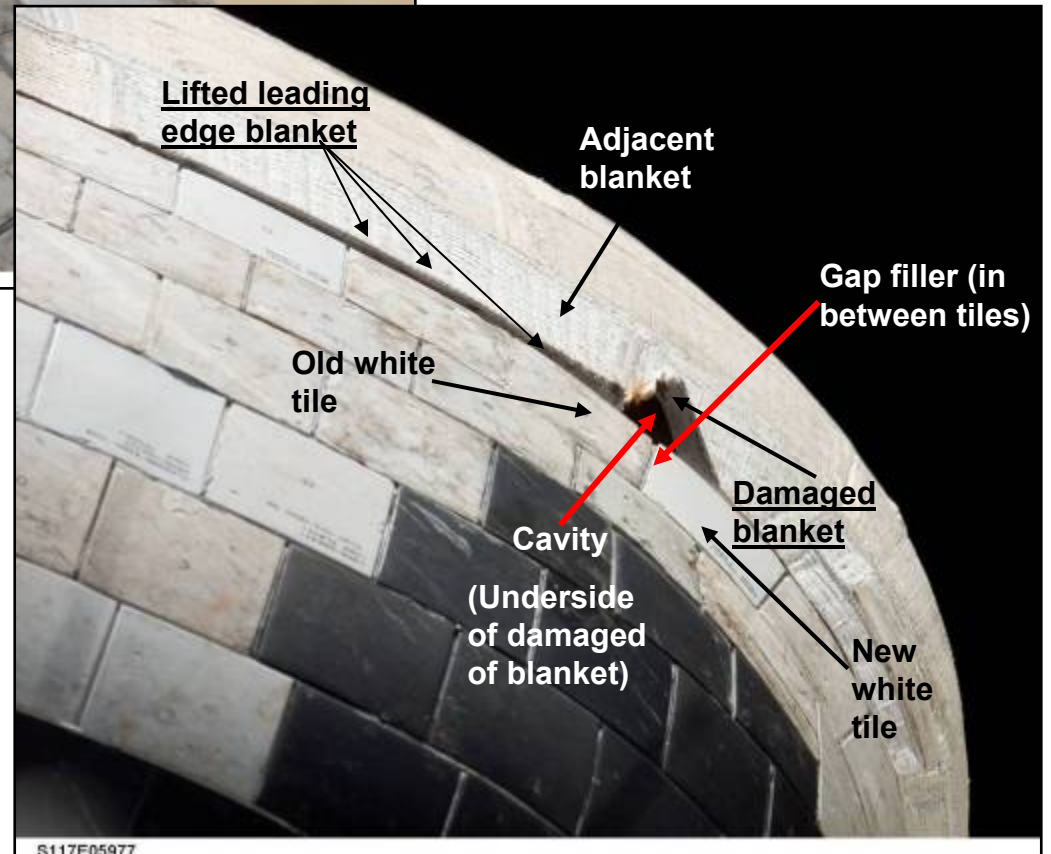 Lifted leading
edge blanket
Adjacent
blanket
Gap filler (in
between tiles)
Old white
tile
Damaged
blanket
Cavity
(Underside
of damaged
of blanket)
New
white
tile
S117E05977